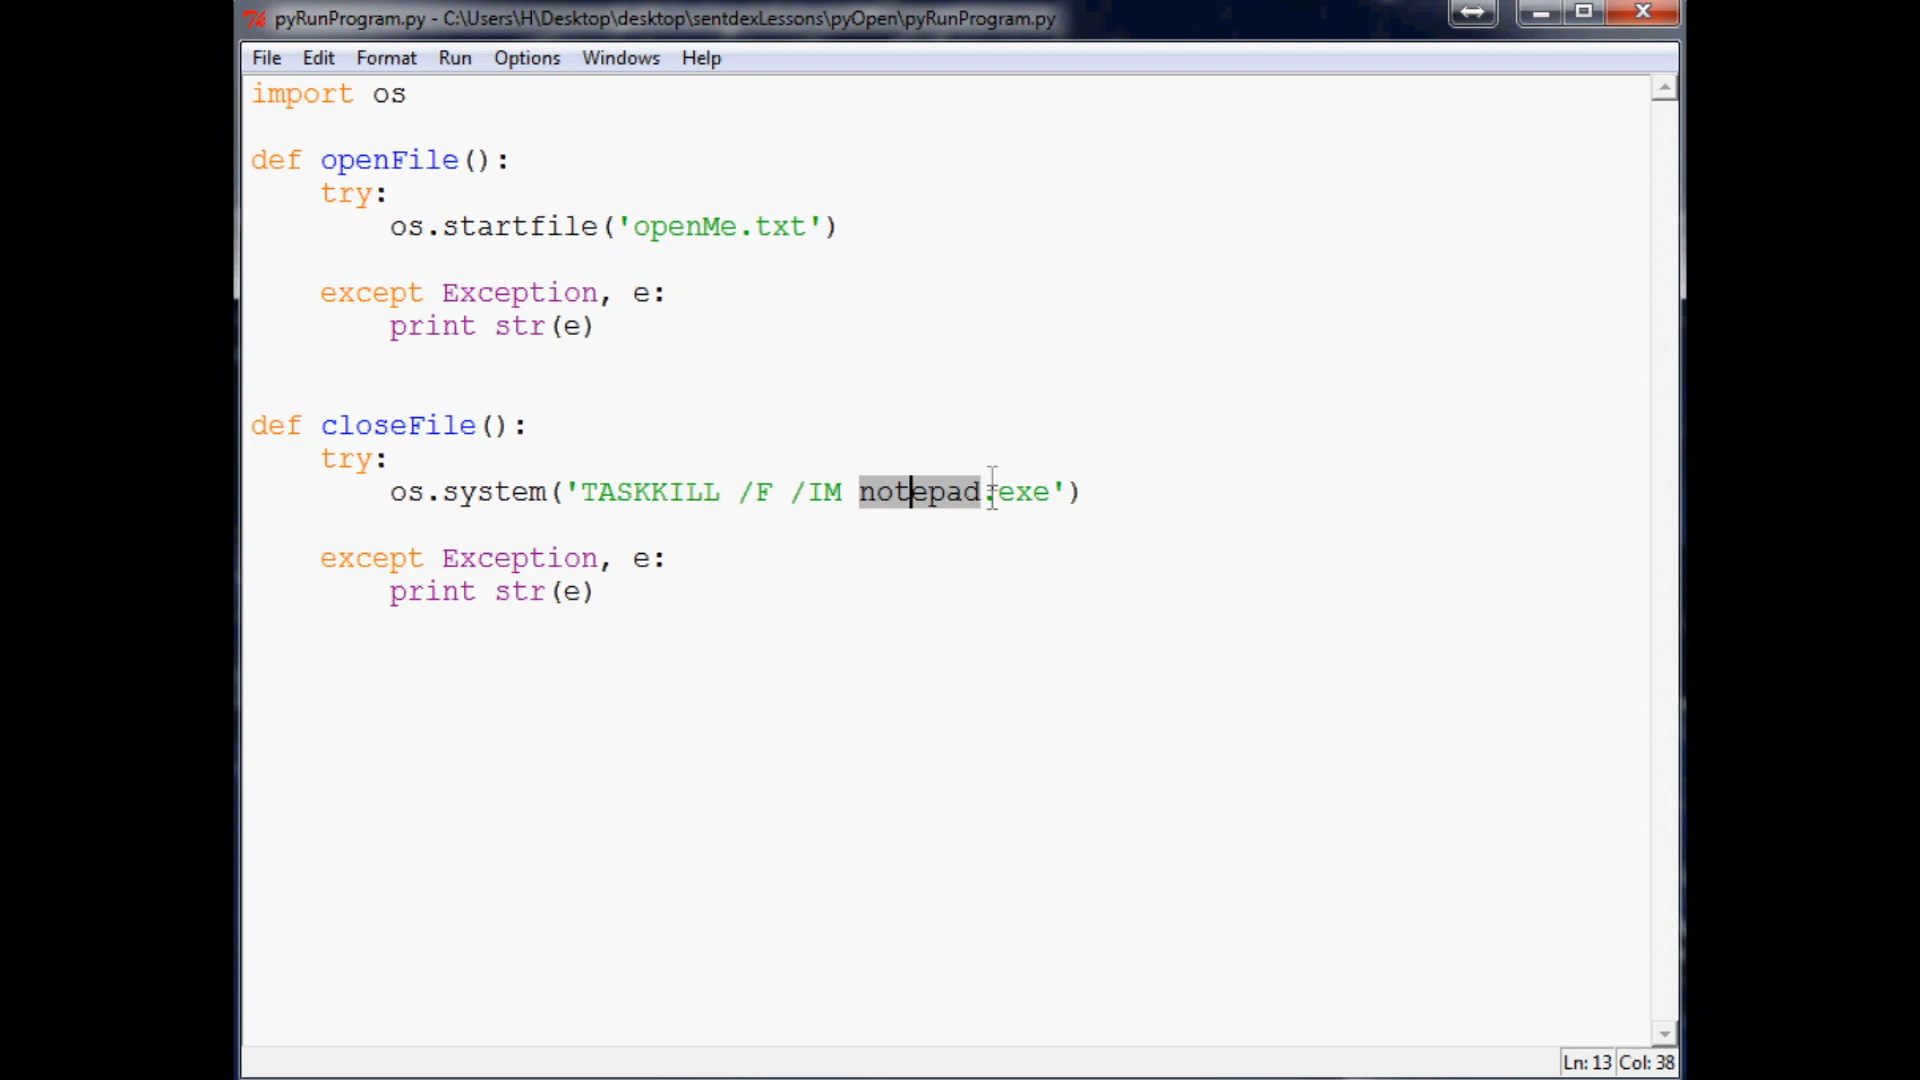 pyRunProgram.py - C:\Users\H\Desktop\desktop\sentdexLessons\pyOpen\pyRunProgram.py
File Edit Format Run Options Windows Help
import os
def openFile():
    try:
        os.startfile('openMe.txt')
    except Exception, e:
        print str(e)
def closeFile():
    try:
        os.system('TASKKILL /F /IM notepad.exe')
    except Exception, e:
        print str(e)
Ln: 13 Col: 38